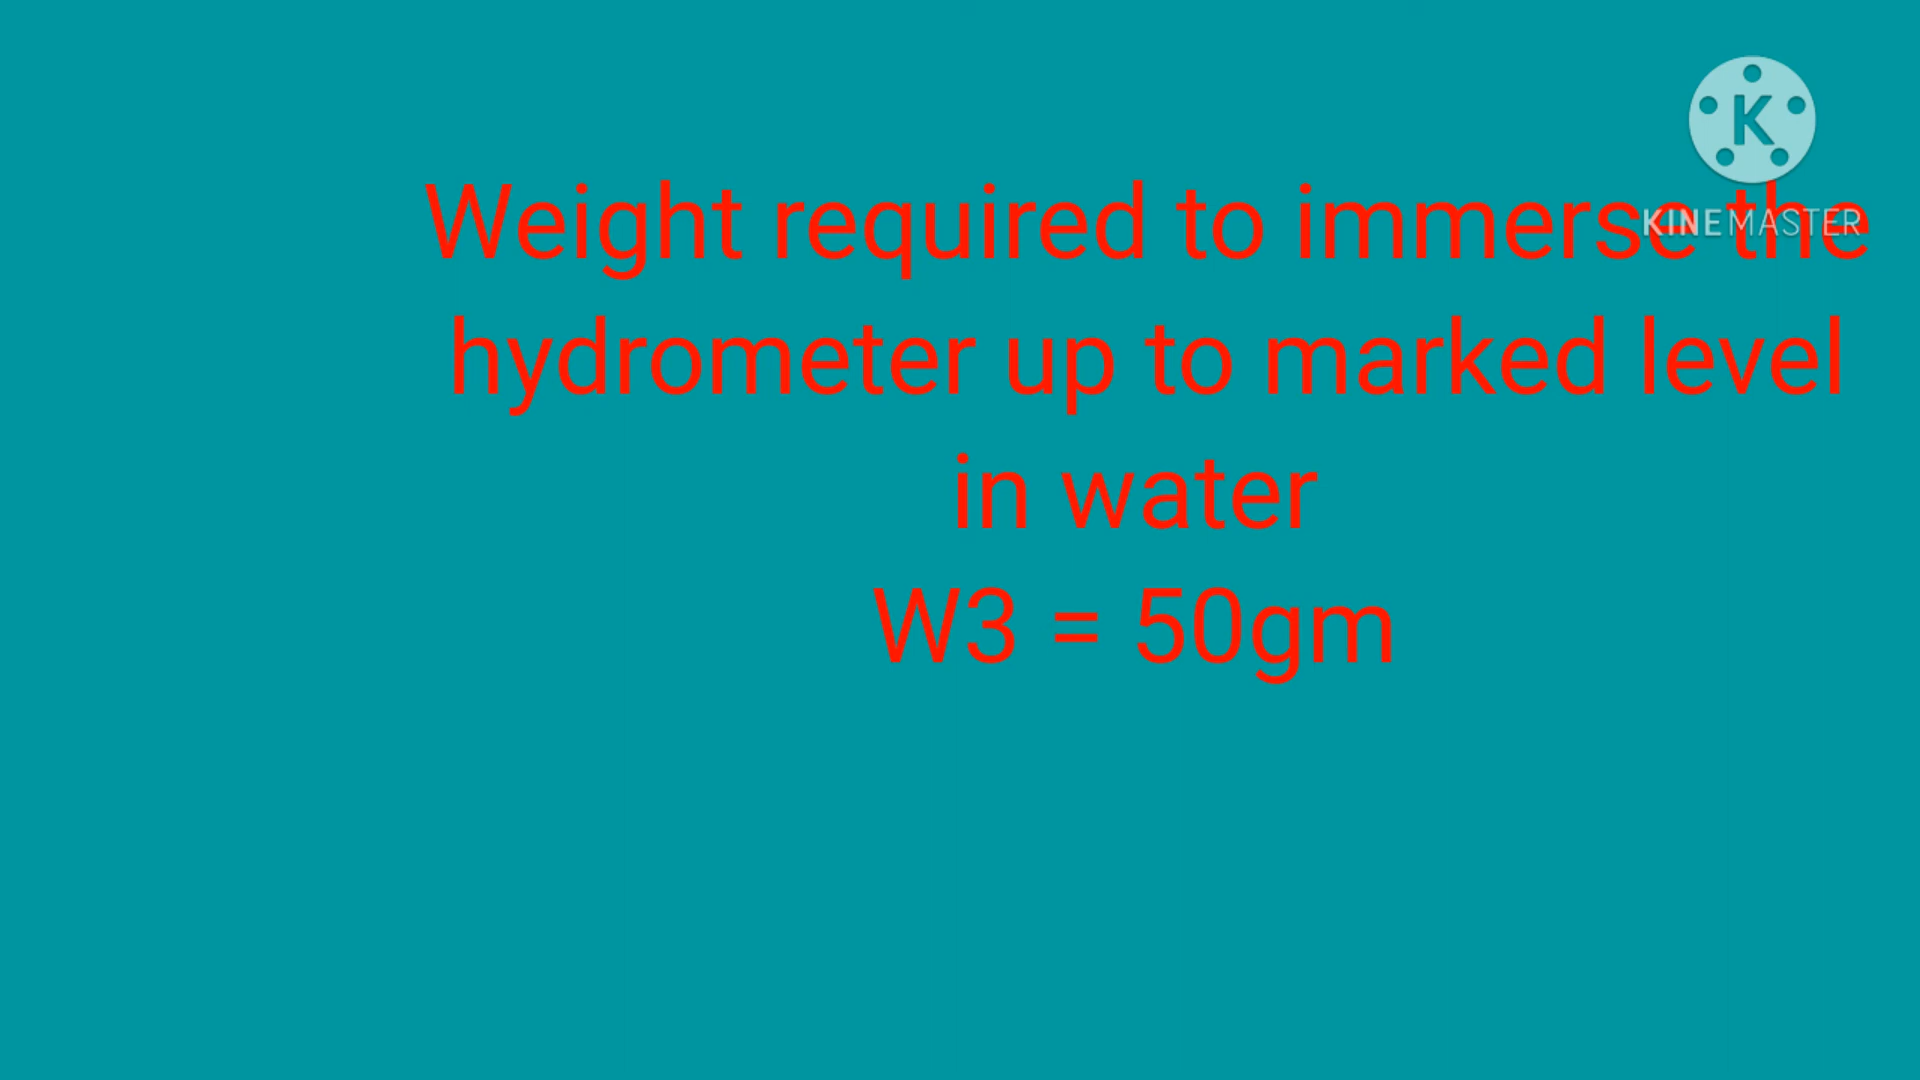 K
KINEMASTER
Weight required to immerse the
hydrometer up to marked level
in water
W3 = 50gm